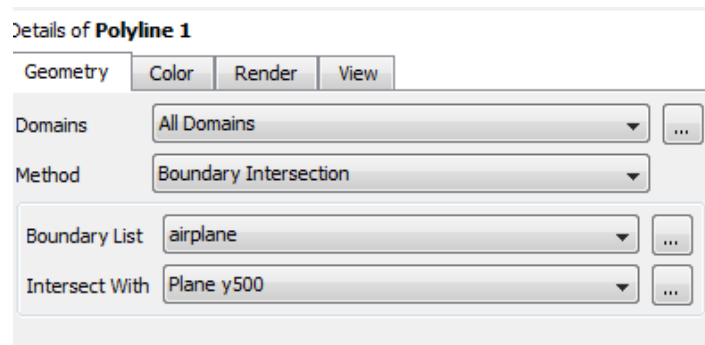 Details of Polyline 1
Geometry Color Render View
Domains All Domains ...
Method Boundary Intersection
Boundary List airplane ...
Intersect With Plane y500 ...